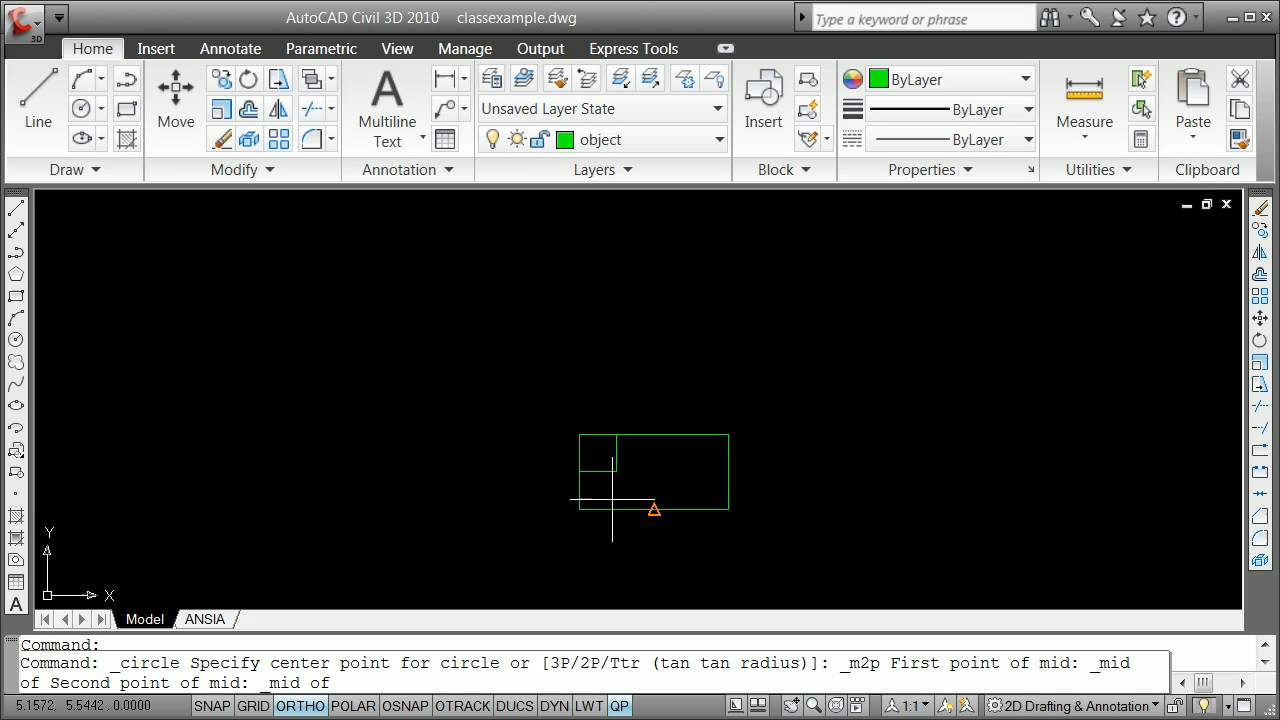 AutoCAD Civil 3D 2010 classexample.dwg
Type a keyword or phrase
3D
Home Insert Annotate Parametric View Manage Output Express Tools
Line
Move
A
Multiline
Text
Unsaved Layer State
object
Insert
ByLayer
ByLayer
ByLayer
Measure
Paste
Draw Modify Annotation Layers Block Properties Utilities Clipboard
Y
X
A
Model ANSIA
Command:
Command: _circle Specify center point for circle or [3P/2P/Ttr (tan tan radius)]: _m2p First point of mid: _mid
of Second point of mid: _mid of
5.1572, 5.5442, 0.0000 SNAP GRID ORTHO POLAR OSNAP OTRACK DUCS DYN LWT QP 1:1 2D Drafting & Annotation